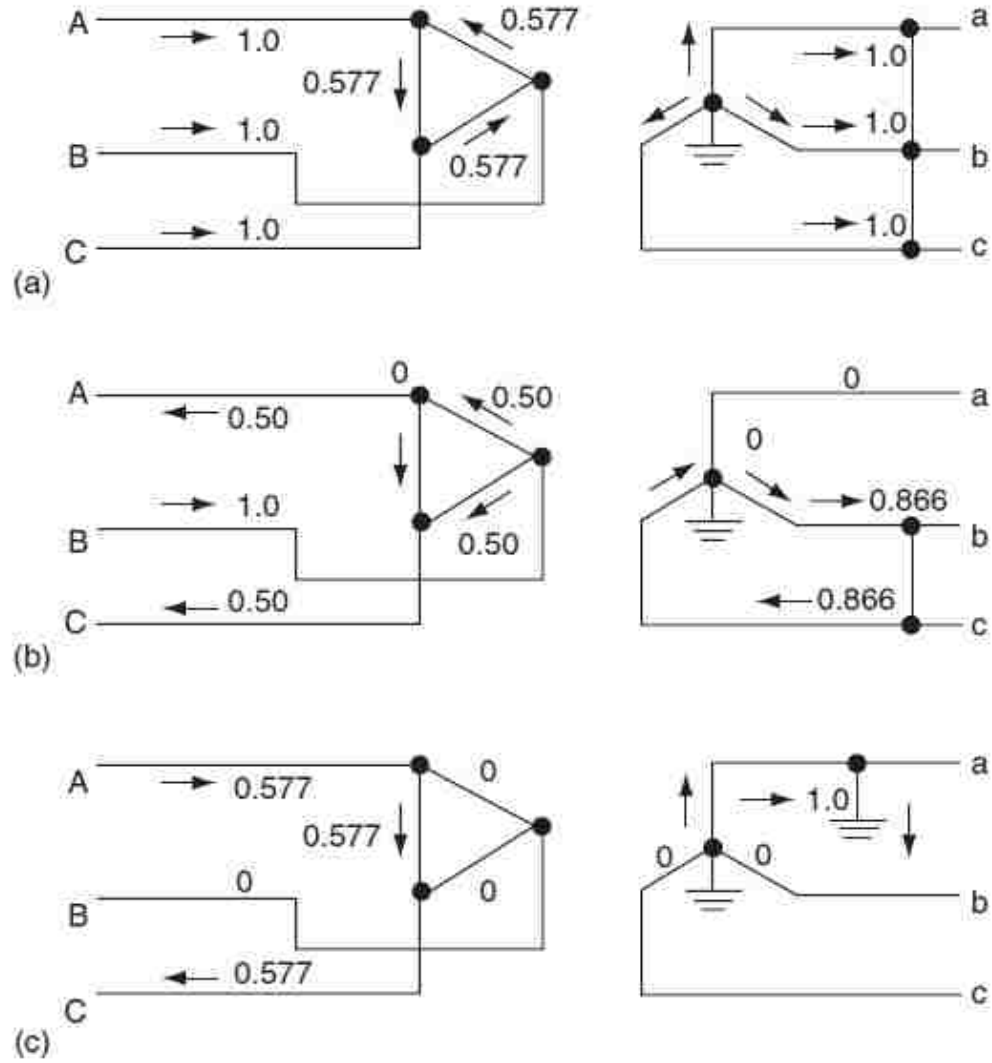 A 1.0 0.577 a
0.577 1.0
B 1.0 0.577 1.0 b
C 1.0 1.0 c
(a)
A 0 0.50 0 a
0.50 0
B 1.0 0.50 0.866 b
C 0.50 0.866 c
(b)
A 0.577 0 1.0 a
0.577 0 0
B 0 0 b
C 0.577 c
(c)